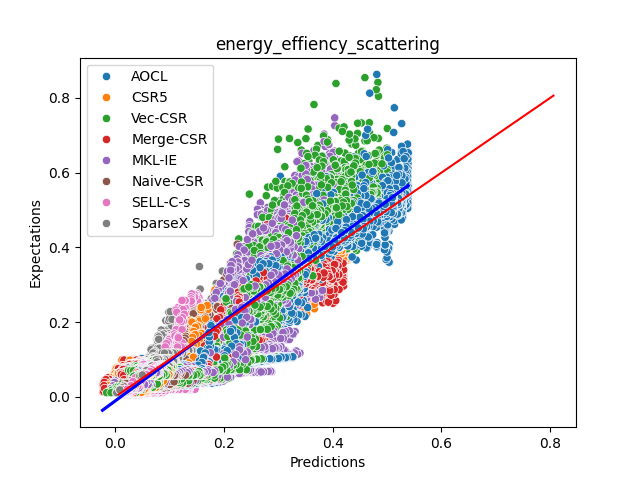 energy_effiency_scattering
AOCL
CSR5
Vec-CSR
Merge-CSR
MKL-IE
Naive-CSR
SELL-C-s
SparseX
Expectations
0.8
0.6
0.4
0.2
0.0
0.0 0.2 0.4 0.6 0.8
Predictions